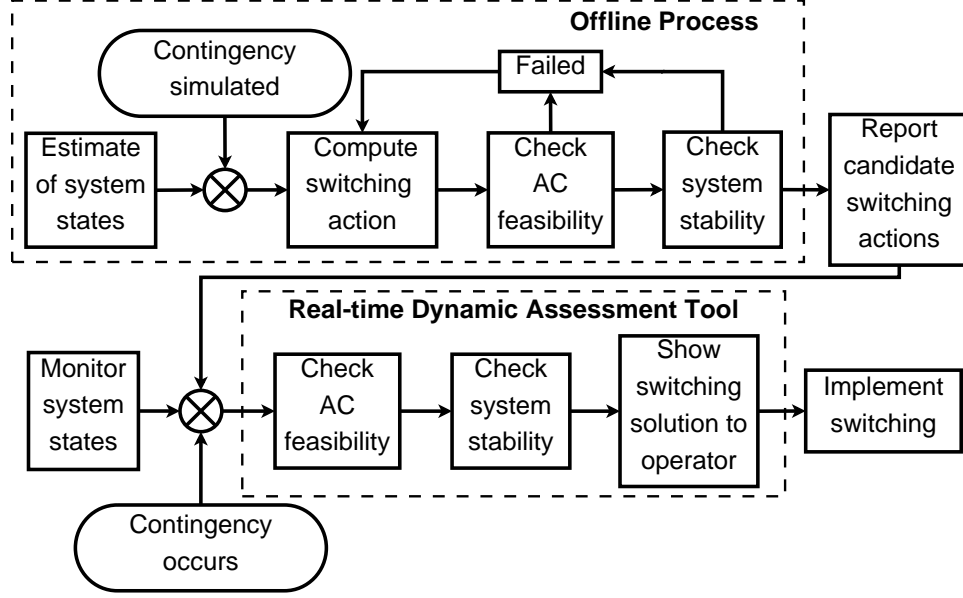 Offline Process
Contingency
simulated
Failed
Estimate
of system
states
Compute
switching
action
Check
AC
feasibility
Check
system
stability
Report
candidate
switching
actions
Real-time Dynamic Assessment Tool
Monitor
system
states
Check
AC
feasibility
Check
system
stability
Show
switching
solution to
operator
Implement
switching
Contingency
occurs